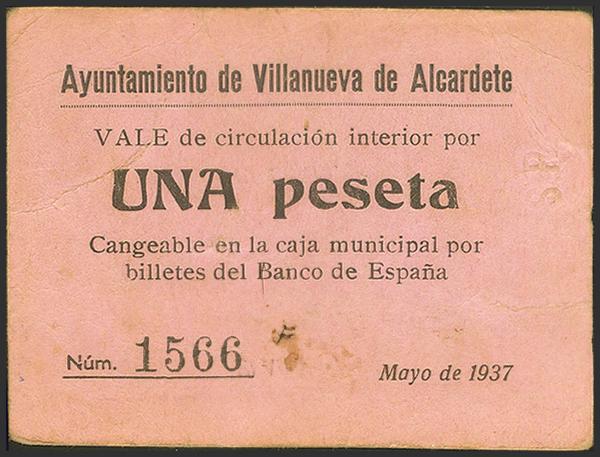 Ayuntamiento de Villanueva de Alcardete
VALE de circulación interior por
UNA peseta
Cangeable en la caja municipal por
billetes del Banco de España
Núm. 1566
Mayo de 1937